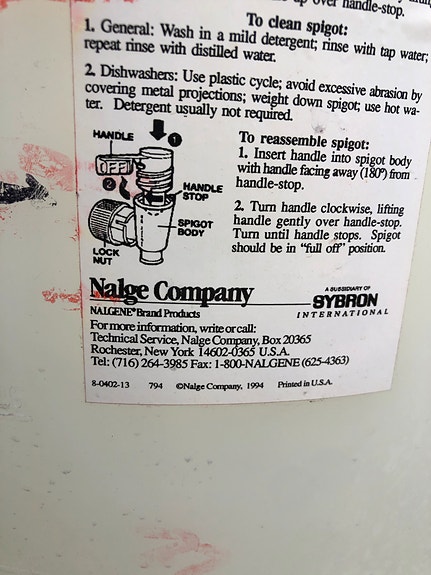 up over handle-stop.
To clean spigot:
1. General: Wash in a mild detergent; rinse with tap water;
repeat rinse with distilled water.
2. Dishwashers: Use plastic cycle; avoid excessive abrasion by
covering metal projections; weight down spigot; use hot wa-
ter. Detergent usually not required.
HANDLE
1
OFF
2
HANDLE
STOP
SPIGOT
BODY
LOCK
NUT
To reassemble spigot:
1. Insert handle into spigot body
with handle facing away (180°) from
handle-stop.
2. Turn handle clockwise, lifting
handle gently over handle-stop.
Turn until handle stops. Spigot
should be in "full off" position.
Nalge Company
NALGENE® Brand Products
A SUBSIDIARY OF
SYBRON
INTERNATIONAL
For more information, write or call:
Technical Service, Nalge Company, Box 20365
Rochester, New York 14602-0365 U.S.A.
Tel: (716) 264-3985 Fax: 1-800-NALGENE (625-4363)
8-0402-13 794 ©Nalge Company, 1994 Printed in U.S.A.